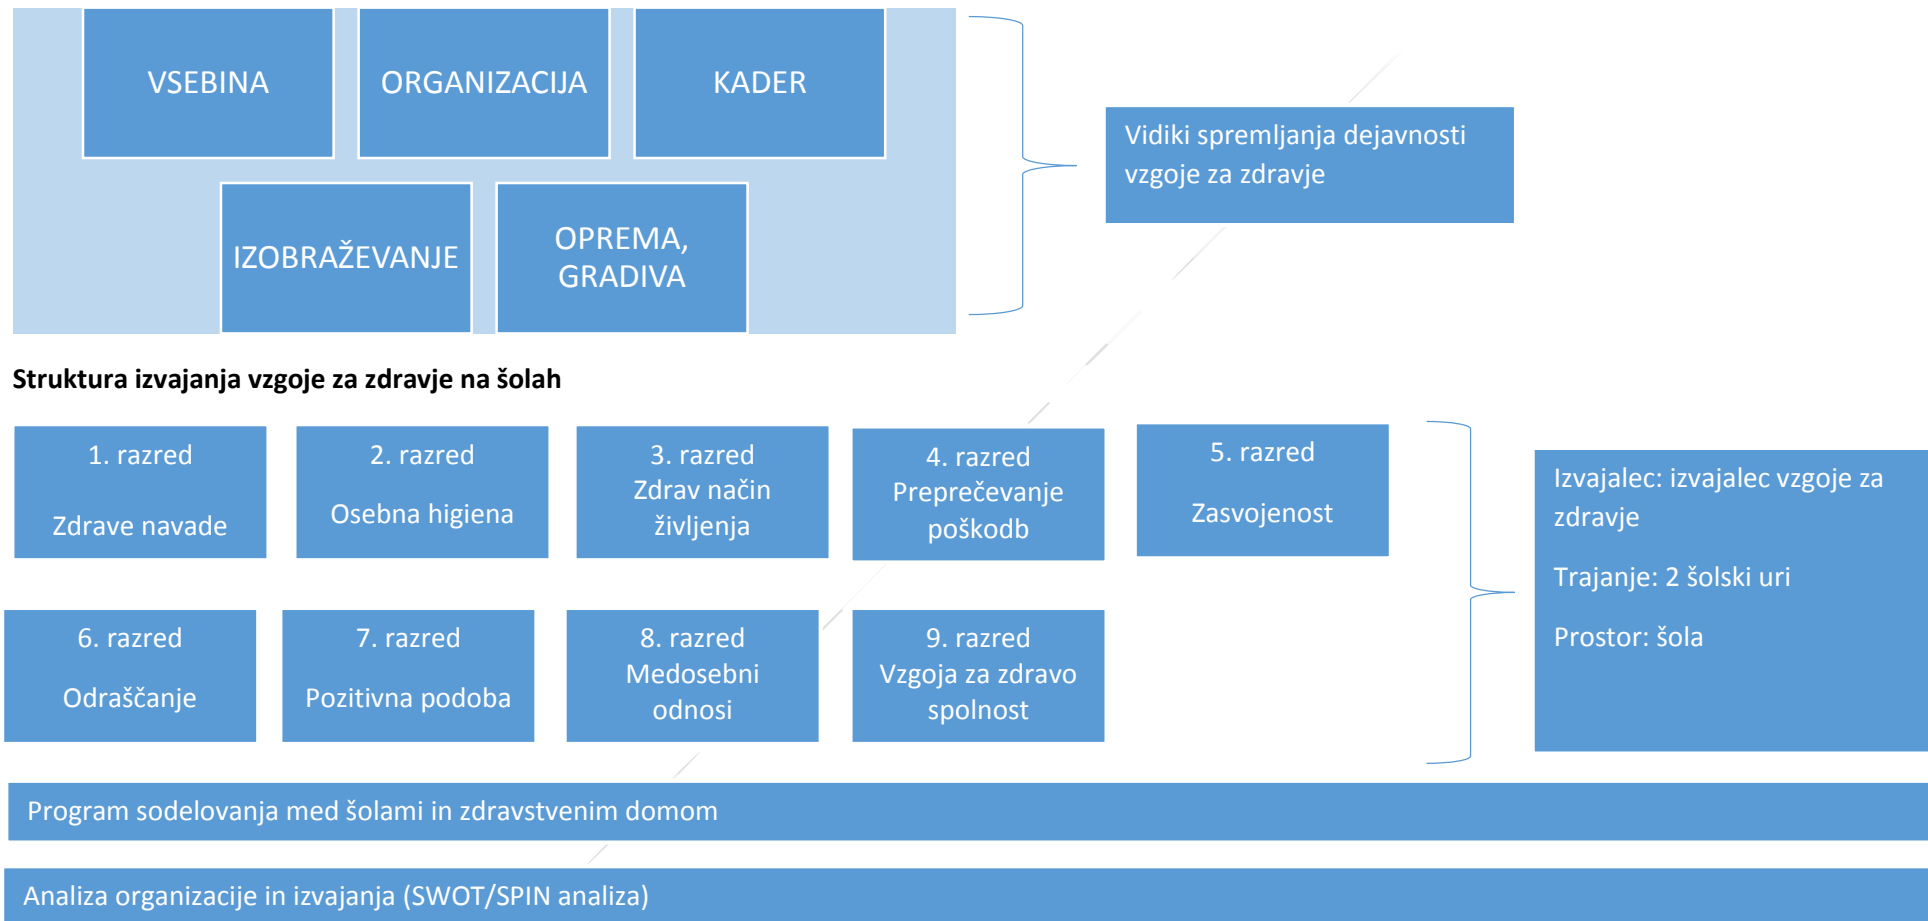 VSEBINA
ORGANIZACIJA
KADER
IZOBRAŽEVANJE
OPREMA,
GRADIVA
Vidiki spremljanja dejavnosti
vzgoje za zdravje
Struktura izvajanja vzgoje za zdravje na šolah
1. razred
Zdrave navade
2. razred
Osebna higiena
3. razred
Zdrav način
življenja
4. razred
Preprečevanje
poškodb
5. razred
Zasvojenost
6. razred
Odraščanje
7. razred
Pozitivna podoba
8. razred
Medosebni
odnosi
9. razred
Vzgoja za zdravo
spolnost
Izvajalec: izvajalec vzgoje za
zdravje
Trajanje: 2 šolski uri
Prostor: šola
Program sodelovanja med šolami in zdravstvenim domom
Analiza organizacije in izvajanja (SWOT/SPIN analiza)